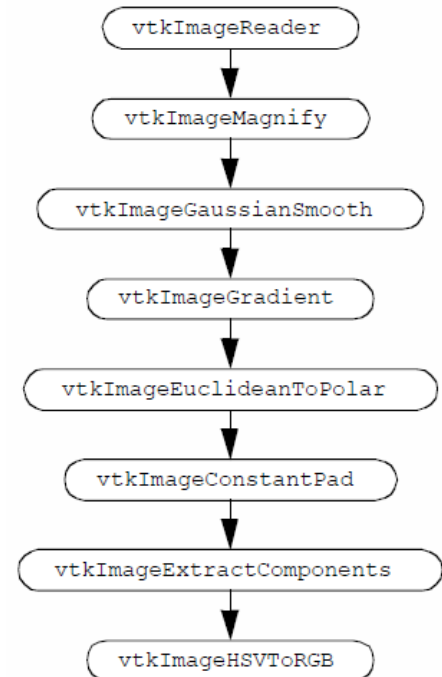 vtkImageReader
vtkImageMagnify
vtkImageGaussianSmooth
vtkImageGradient
vtkImageEuclideanToPolar
vtkImageConstantPad
vtkImageExtractComponents
vtkImageHSVToRGB